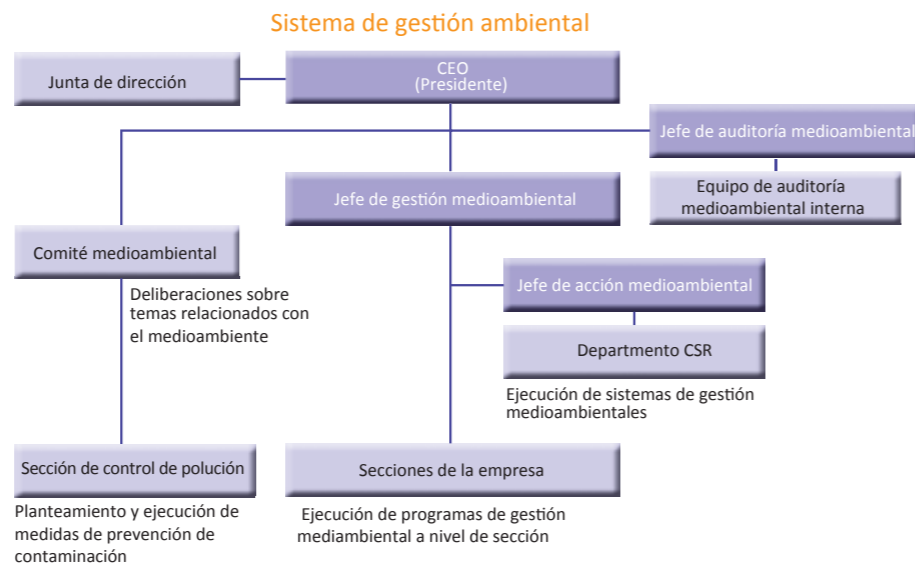 Sistema de gestión ambiental
Junta de dirección
CEO
(Presidente)
Jefe de auditoría medioambiental
Equipo de auditoría
medioambiental interna
Jefe de gestión medioambiental
Comité medioambiental
Deliberaciones sobre
temas relacionados con
el medioambiente
Jefe de acción medioambiental
Departmento CSR
Ejecución de sistemas de gestión
medioambientales
Sección de control de polución
Planteamiento y ejecución de
medidas de prevención de
contaminación
Secciones de la empresa
Ejecución de programas de gestión
mediambiental a nivel de sección